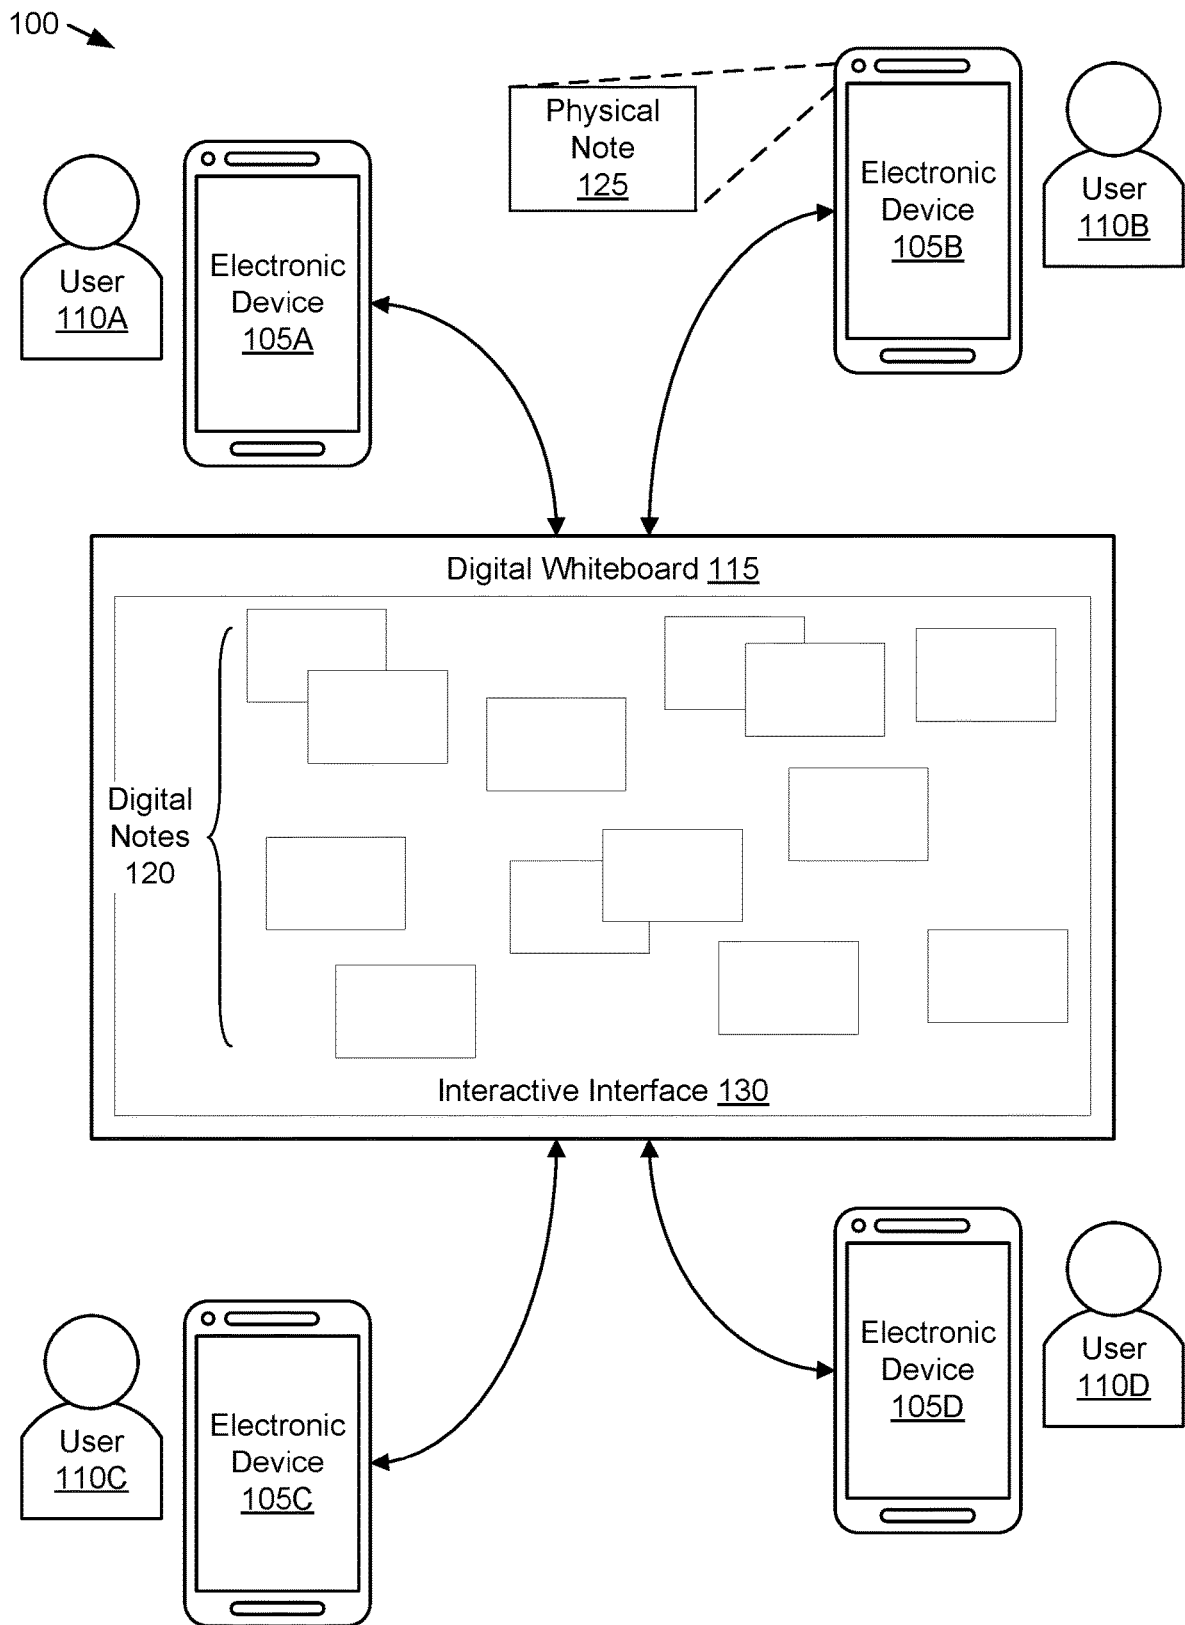 100
Physical
Note
125
Electronic
Device
105B
User
110B
User
110A
Electronic
Device
105A
Digital Whiteboard 115
Digital
Notes
120
Interactive Interface 130
User
110C
Electronic
Device
105C
Electronic
Device
105D
User
110D